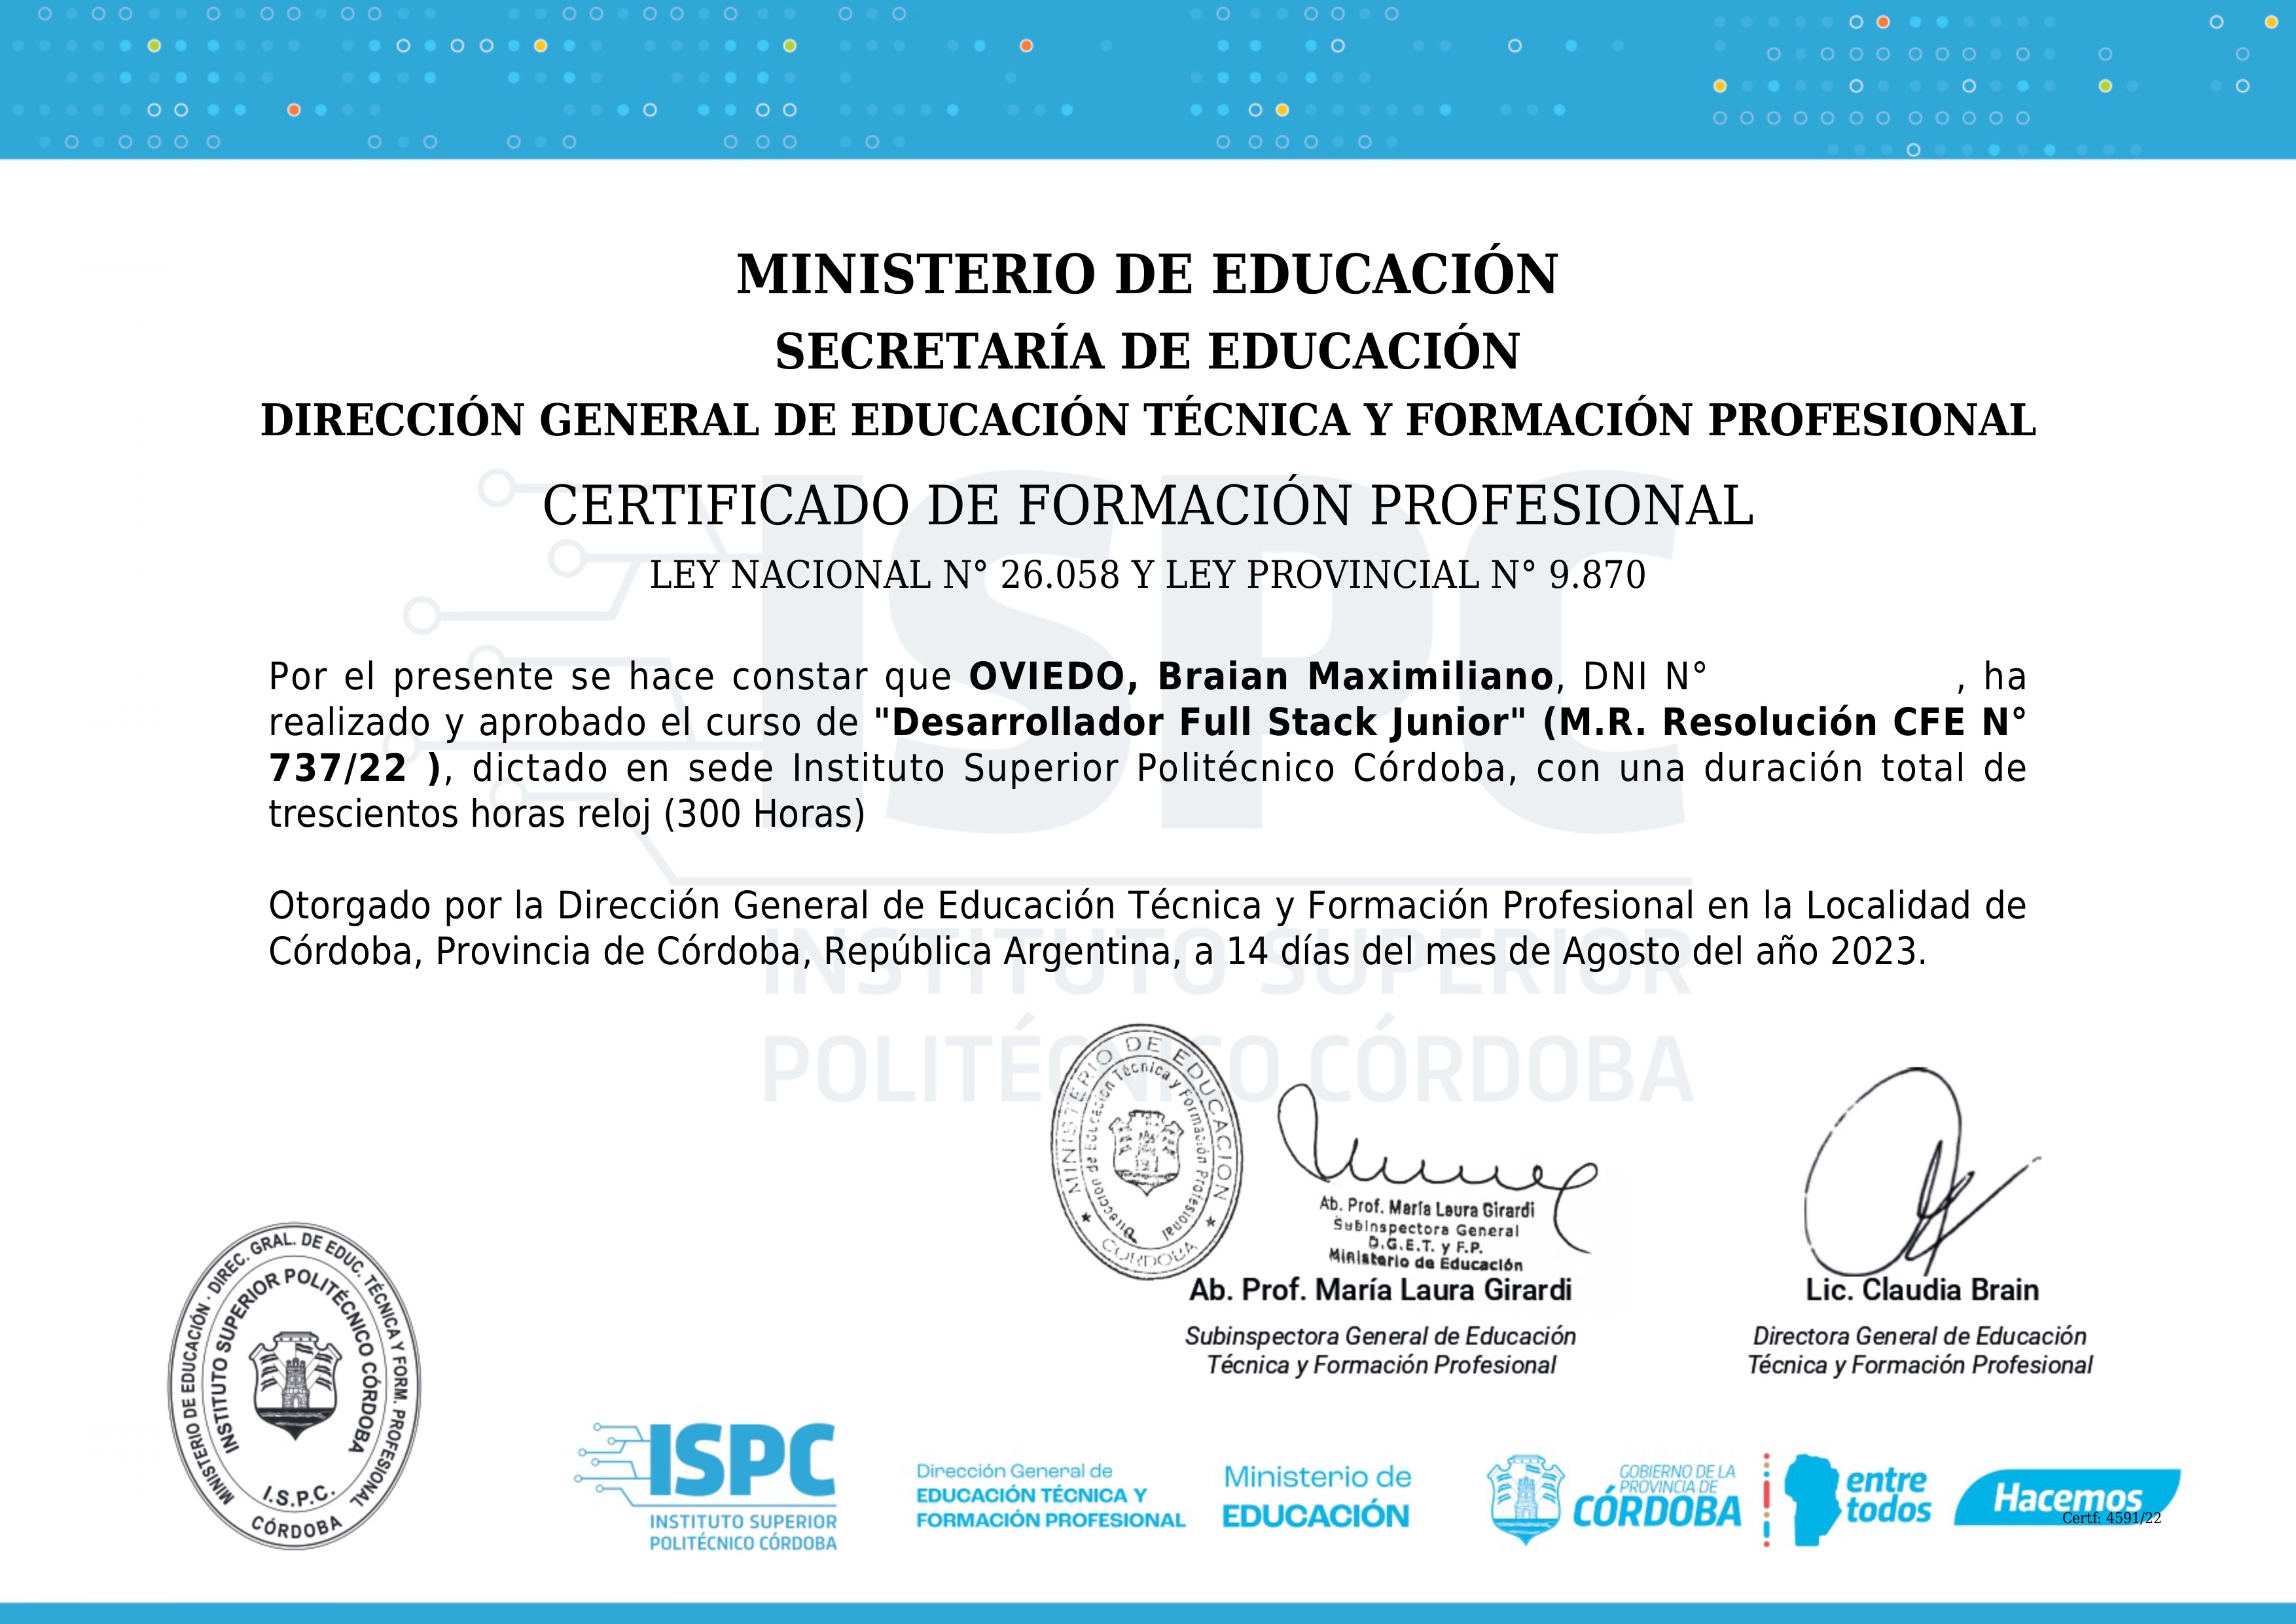 MINISTERIO DE EDUCACIÓN
SECRETARÍA DE EDUCACIÓN
DIRECCIÓN GENERAL DE EDUCACIÓN TÉCNICA Y FORMACIÓN PROFESIONAL
CERTIFICADO DE FORMACIÓN PROFESIONAL
LEY NACIONAL N° 26.058 Y LEY PROVINCIAL N° 9.870
Por el presente se hace constar que OVIEDO, Braian Maximiliano, DNI N° , ha
realizado y aprobado el curso de "Desarrollador Full Stack Junior" (M.R. Resolución CFE N°
737/22 ), dictado en sede Instituto Superior Politécnico Córdoba, con una duración total de
trescientos horas reloj (300 Horas)
Otorgado por la Dirección General de Educación Técnica y Formación Profesional en la Localidad de
Córdoba, Provincia de Córdoba, República Argentina, a 14 días del mes de Agosto del año 2023.
ISPC
INSTITUTO SUPERIOR
POLITÉCNICO CÓRDOBA
MINISTERIO DE EDUCACION
Dirección de Educación Técnica y Formación Profesional
CORDOBA
Ab. Prof. María Laura Girardi
SubInspectora General
D.G.E.T. y F.P.
Ministerio de Educación
Ab. Prof. María Laura Girardi
Subinspectora General de Educación
Técnica y Formación Profesional
Lic. Claudia Brain
Directora General de Educación
Técnica y Formación Profesional
MINISTERIO DE EDUCACIÓN · DIREC. GRAL. DE EDUC. TÉCNICA Y FORM. PROFESIONAL
INSTITUTO SUPERIOR POLITÉCNICO CÓRDOBA
I.S.P.C.
CÓRDOBA
ISPC
INSTITUTO SUPERIOR
POLITÉCNICO CÓRDOBA
Dirección General de
EDUCACIÓN TÉCNICA Y
FORMACIÓN PROFESIONAL
Ministerio de
EDUCACIÓN
GOBIERNO DE LA
PROVINCIA DE
CÓRDOBA
entre
todos
Hacemos
Certf: 4591/22